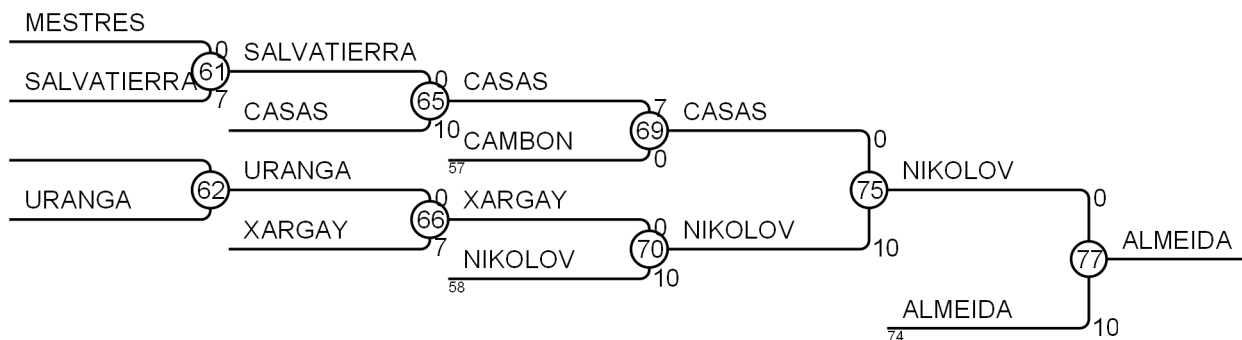 MESTRES
0
61
SALVATIERRA
SALVATIERRA
7
0
65
CASAS
CASAS
10
7
69
CASAS
CAMBON
57
0
0
75
NIKOLOV
62
URANGA
URANGA
0
66
XARGAY
XARGAY
7
0
70
NIKOLOV
NIKOLOV
58
10
10
0
77
ALMEIDA
ALMEIDA
74
10